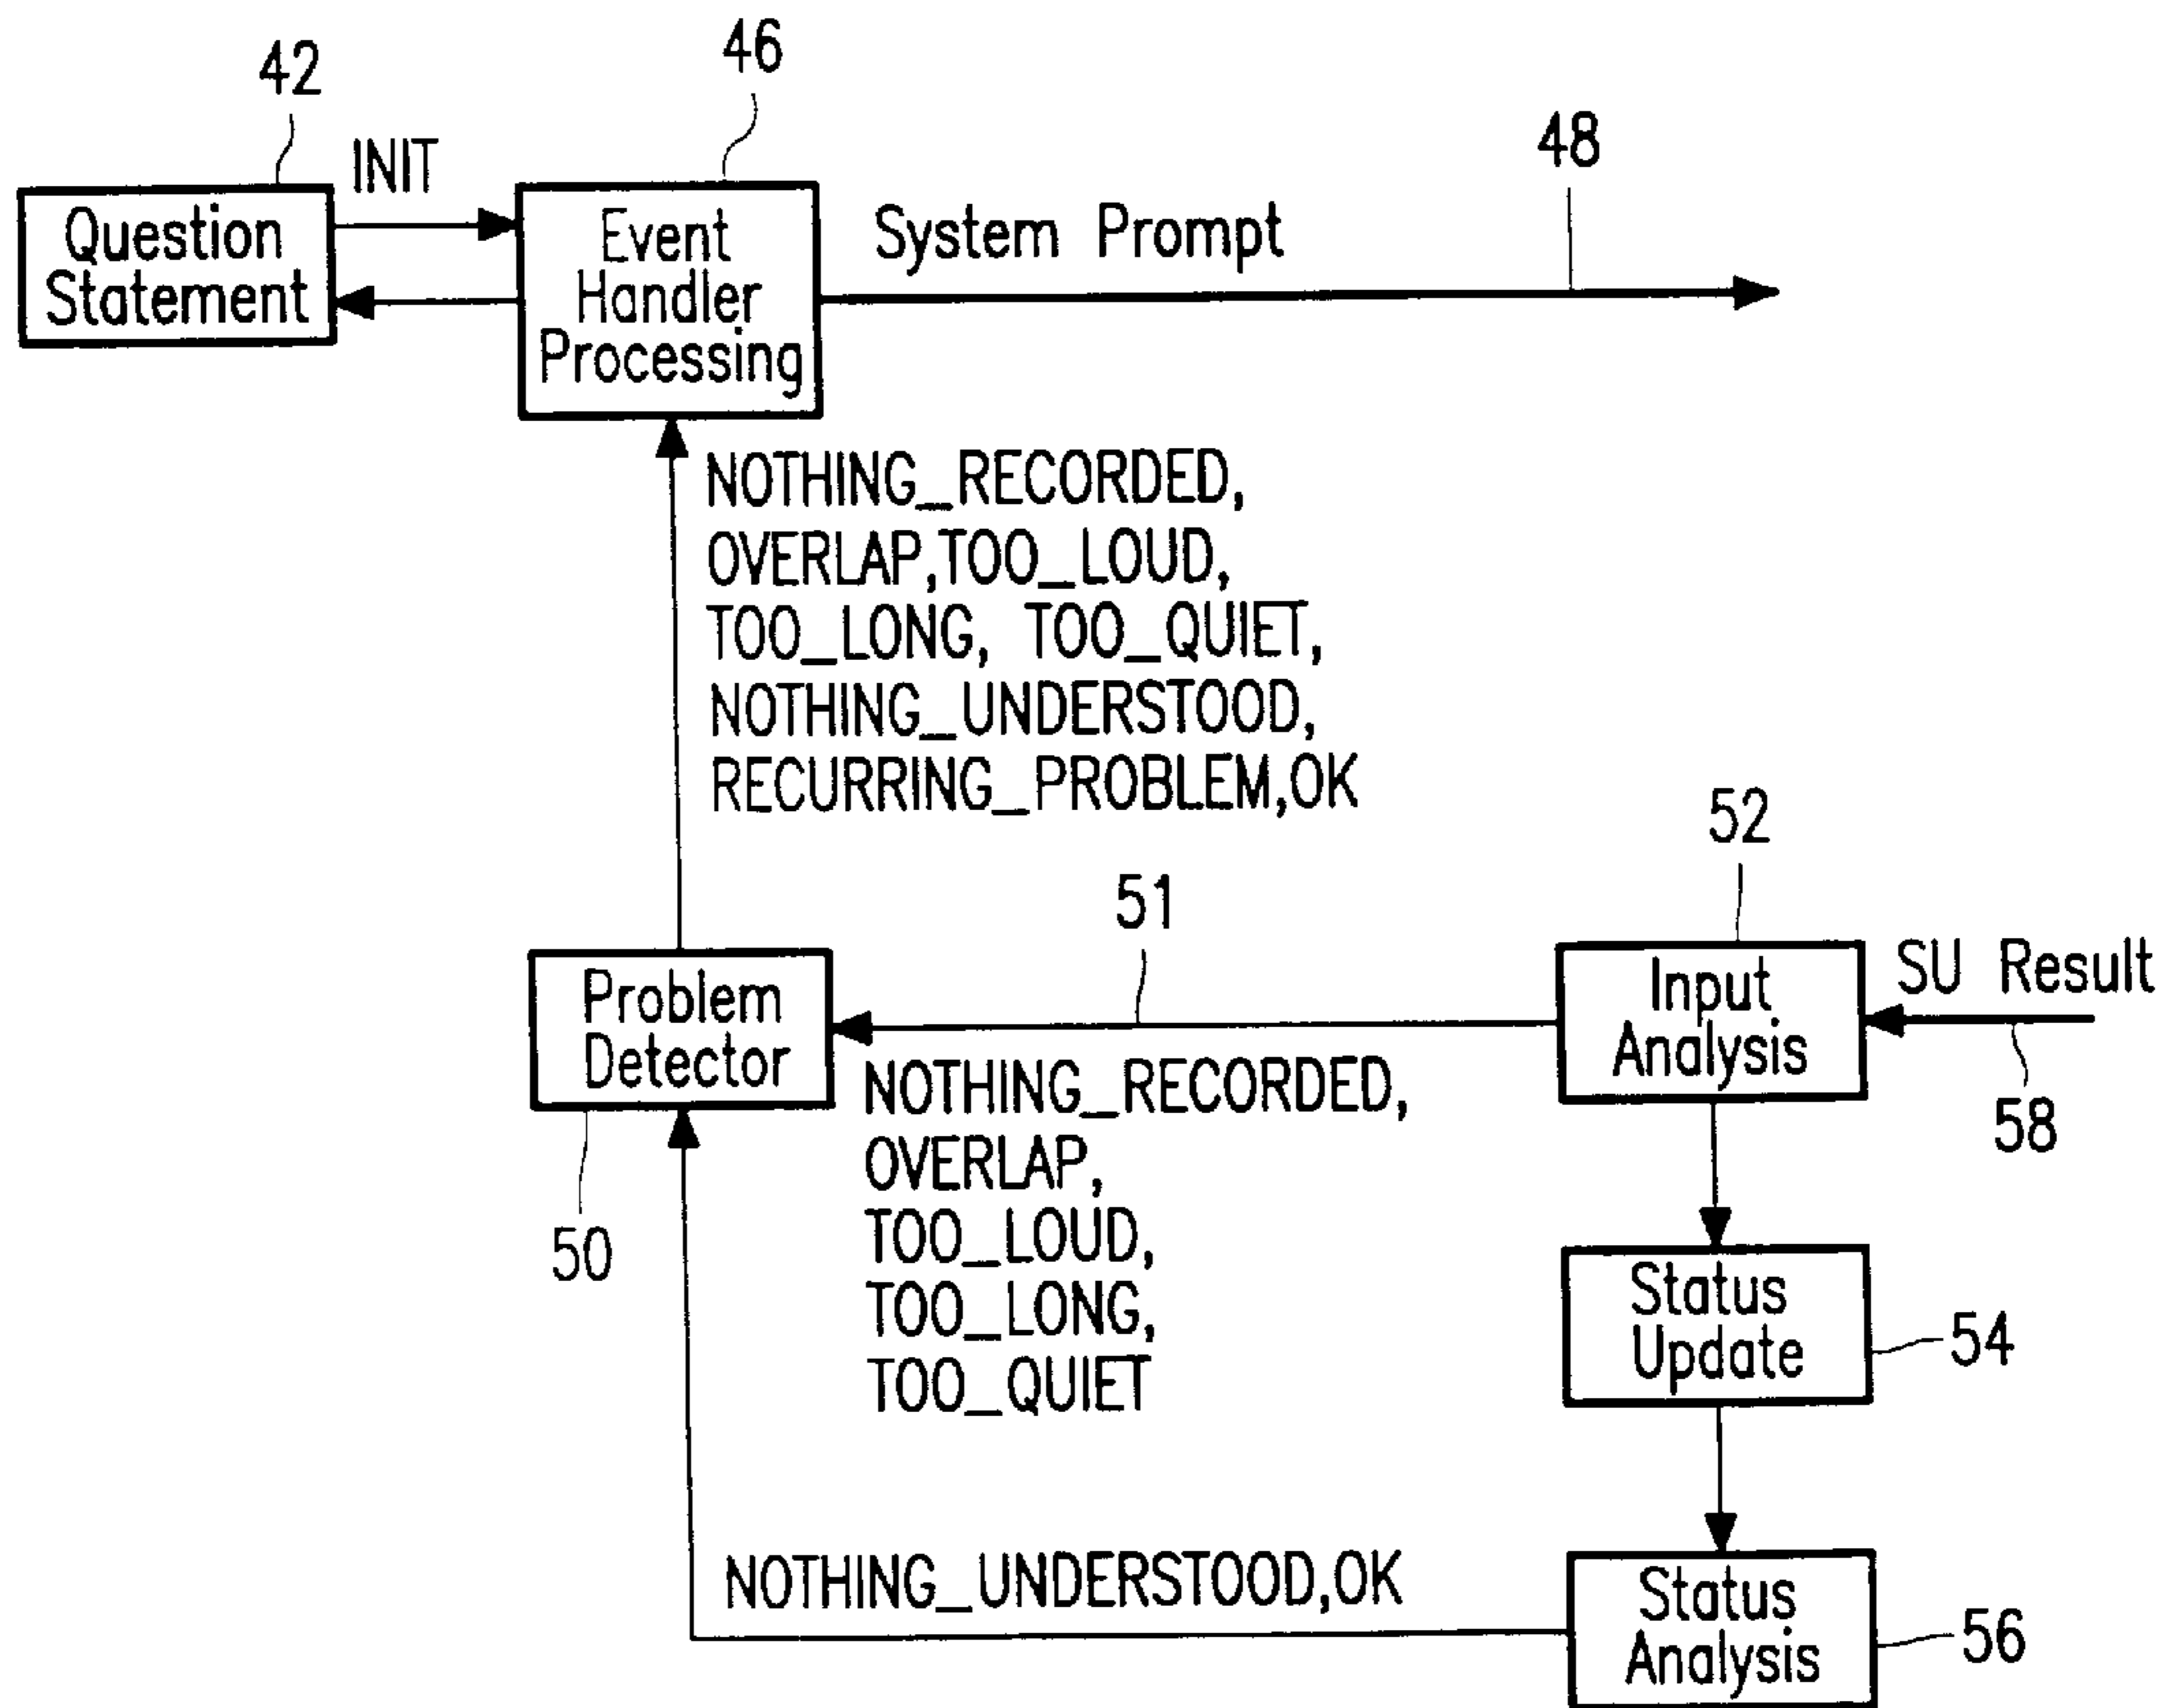 42
46
INIT
48
Question
Statement
Event
Handler
Processing
System Prompt
NOTHING_RECORDED,
OVERLAP,TOO_LOUD,
TOO_LONG, TOO_QUIET,
NOTHING_UNDERSTOOD,
RECURRING_PROBLEM,OK
52
51
Problem
Detector
Input
Analysis
SU Result
58
50
NOTHING_RECORDED,
OVERLAP,
TOO_LOUD,
TOO_LONG,
TOO_QUIET
Status
Update
54
NOTHING_UNDERSTOOD,OK
Status
Analysis
56